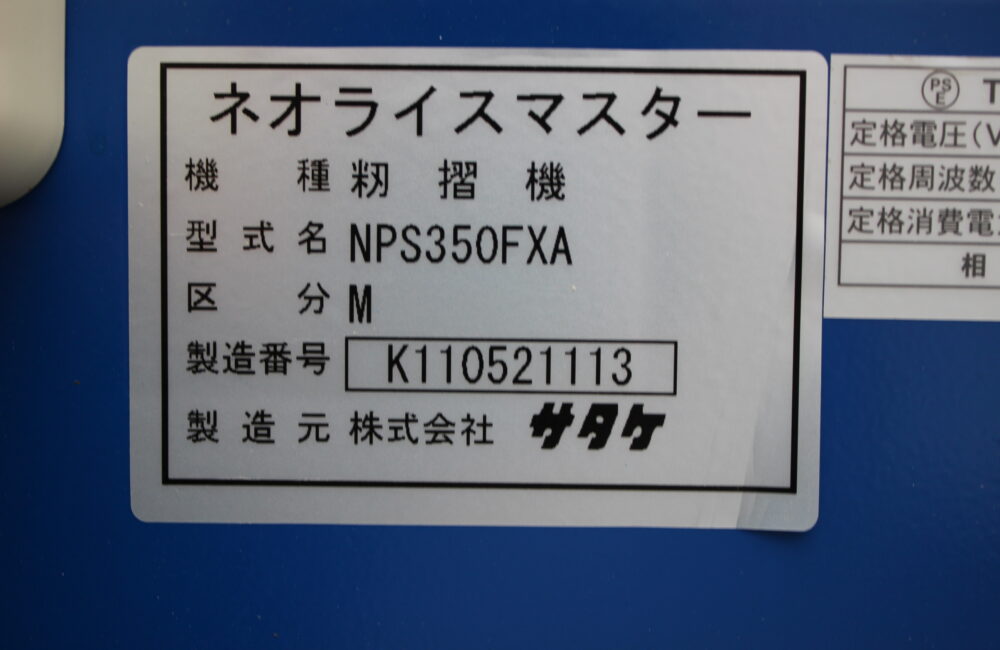 ネオライスマスター
機種 籾摺機
型式名 NPS350FXA
区分 M
製造番号 K110521113
製造元 株式会社 サタケ
PSE T
定格電圧(V
定格周波数
定格消費電
相